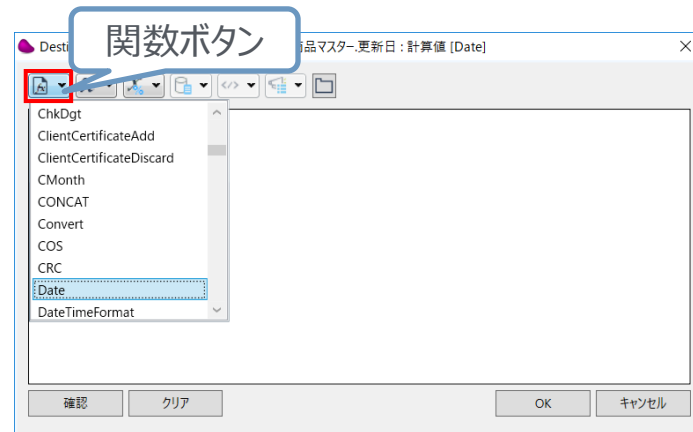 関数ボタン
Desti
品マスター.更新日 : 計算値 [Date]
ChkDgt
ClientCertificateAdd
ClientCertificateDiscard
CMonth
CONCAT
Convert
COS
CRC
Date
DateTimeFormat
確認 クリア OK キャンセル